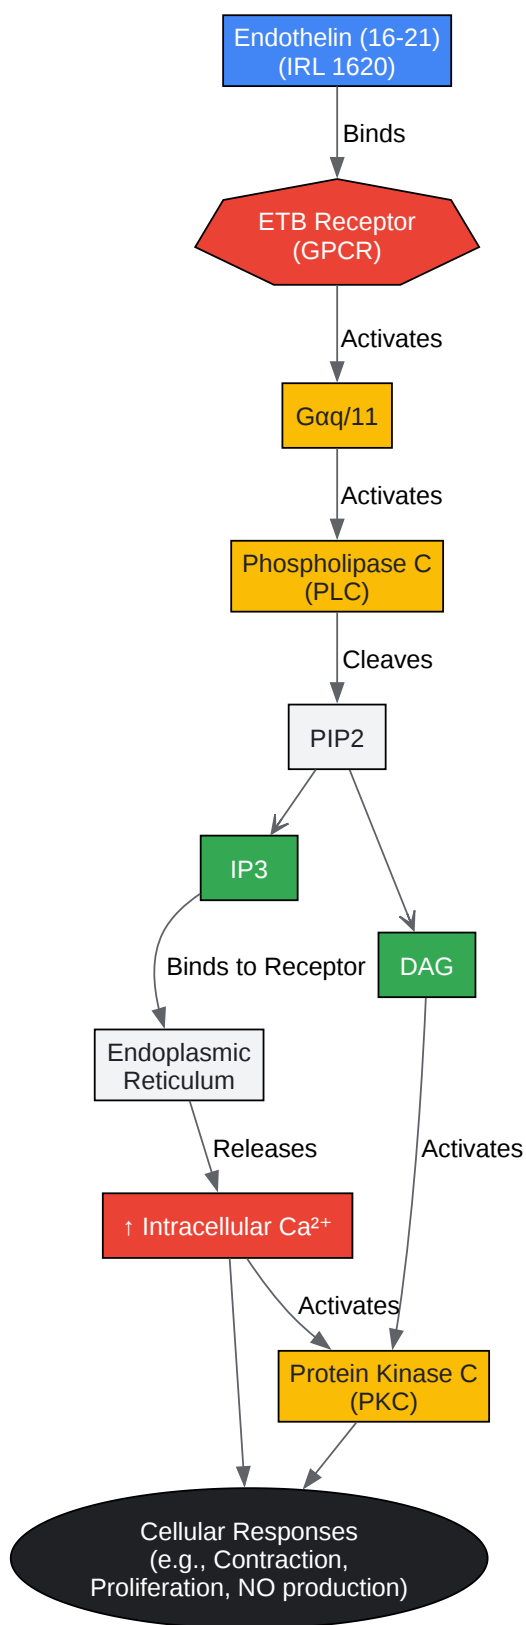 Endothelin (16-21)
(IRL 1620)
Binds
ETB Receptor
(GPCR)
Activates
Gαq/11
Activates
Phospholipase C
(PLC)
Cleaves
PIP2
IP3
DAG
Binds to Receptor
Endoplasmic
Reticulum
Releases
Activates
↑ Intracellular Ca²⁺
Activates
Protein Kinase C
(PKC)
Cellular Responses
(e.g., Contraction,
Proliferation, NO production)